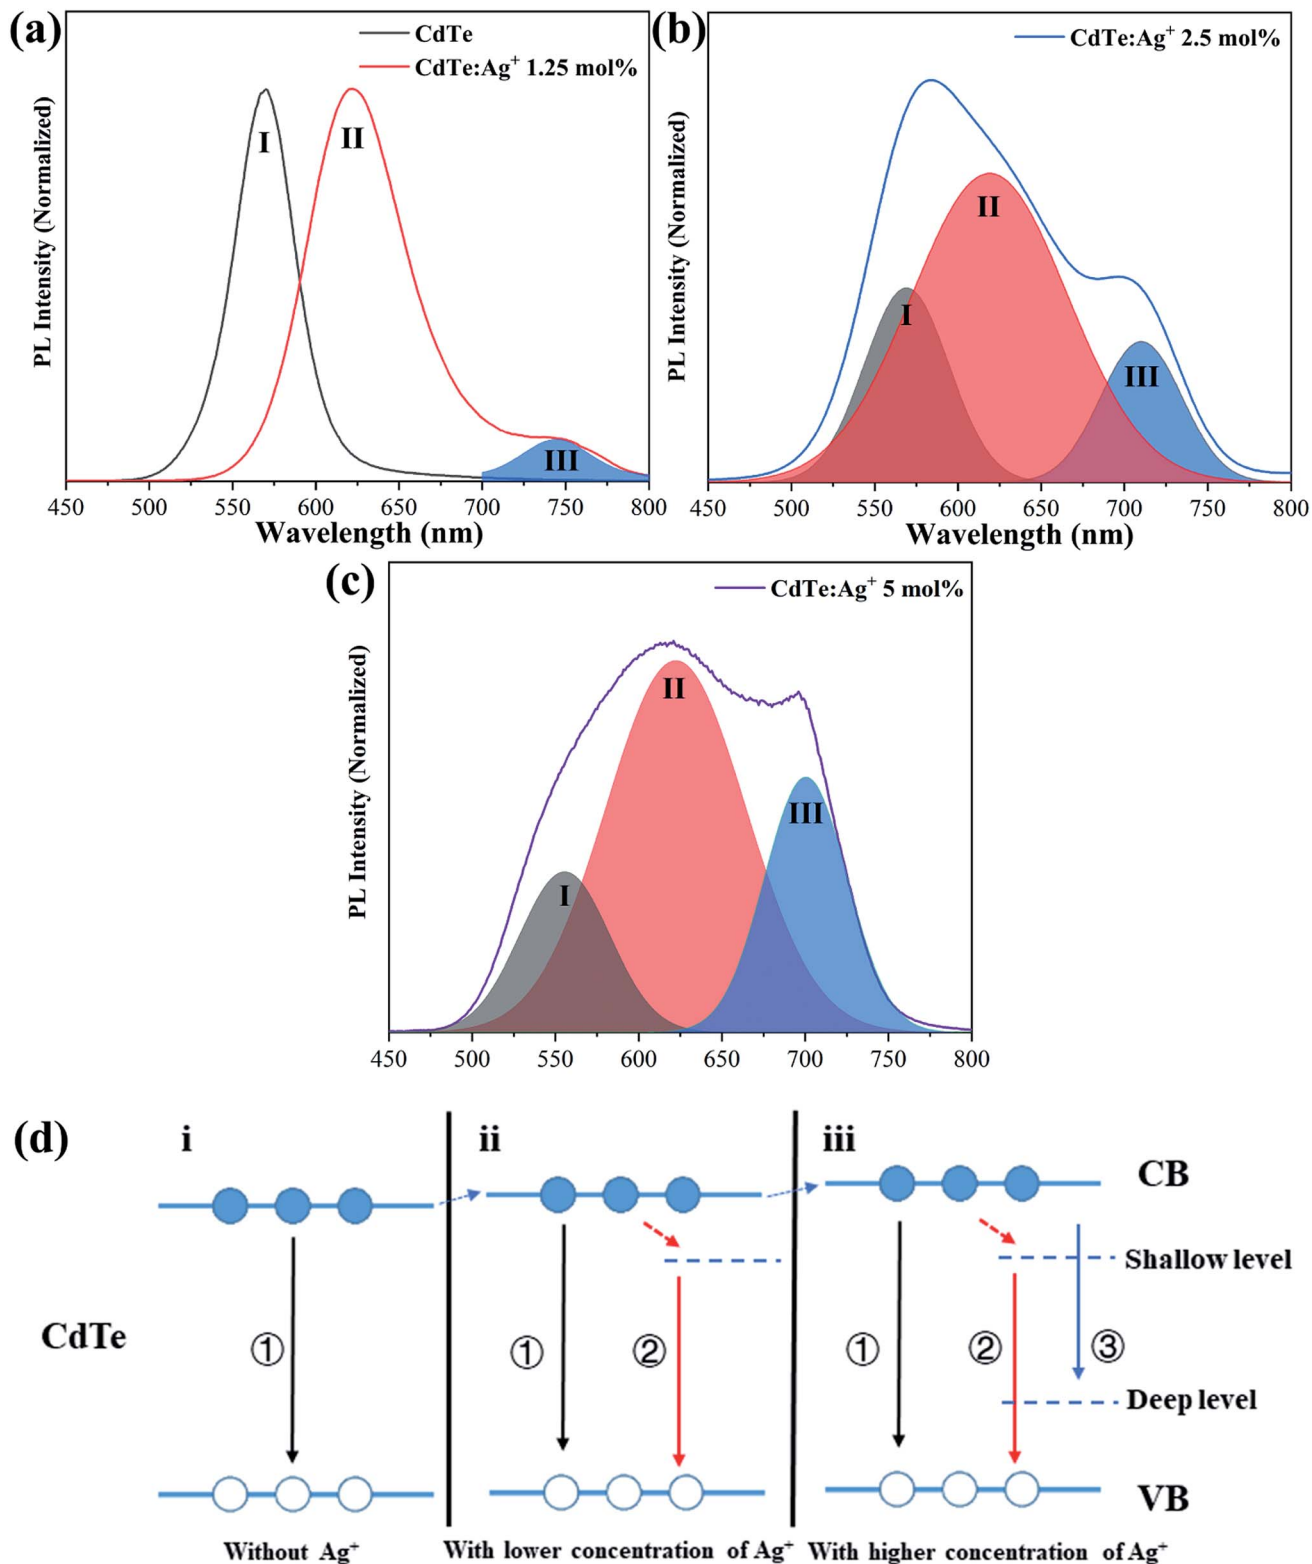 (a)
CdTe
CdTe:Ag⁺ 1.25 mol%
I
II
III
PL Intensity (Normalized)
450 500 550 600 650 700 750 800
Wavelength (nm)
(b)
CdTe:Ag⁺ 2.5 mol%
I
II
III
PL Intensity (Normalized)
450 500 550 600 650 700 750 800
Wavelength (nm)
(c)
CdTe:Ag⁺ 5 mol%
I
II
III
PL Intensity (Normalized)
450 500 550 600 650 700 750 800
(d)
i
ii
iii
CB
Shallow level
CdTe
①
①
②
①
②
③
Deep level
VB
Without Ag⁺
With lower concentration of Ag⁺
With higher concentration of Ag⁺